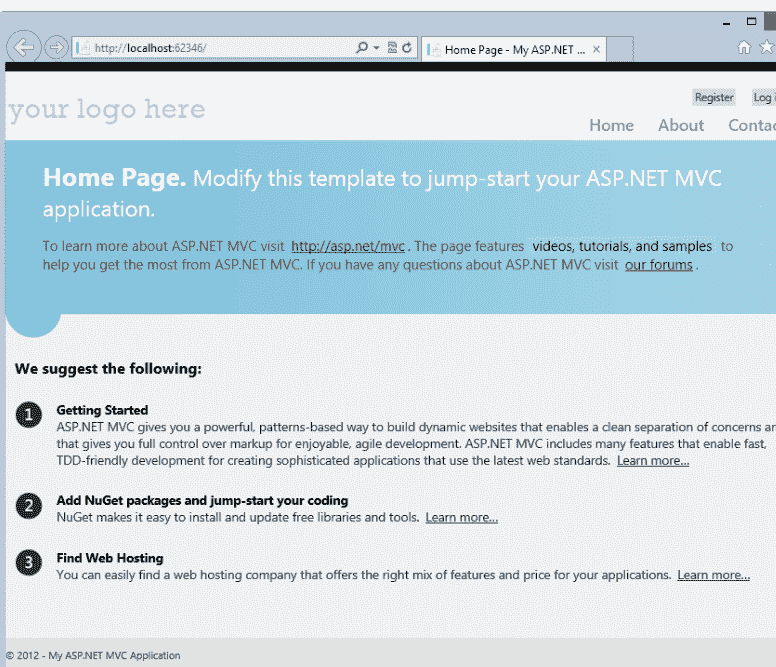 http://localhost:62346/
Home Page - My ASP.NET ...
Register Log i
your logo here
Home About Contac
Home Page. Modify this template to jump-start your ASP.NET MVC
application.
To learn more about ASP.NET MVC visit http://asp.net/mvc. The page features videos, tutorials, and samples to
help you get the most from ASP.NET MVC. If you have any questions about ASP.NET MVC visit our forums.
We suggest the following:
1 Getting Started
ASP.NET MVC gives you a powerful, patterns-based way to build dynamic websites that enables a clean separation of concerns an
that gives you full control over markup for enjoyable, agile development. ASP.NET MVC includes many features that enable fast,
TDD-friendly development for creating sophisticated applications that use the latest web standards. Learn more...
2 Add NuGet packages and jump-start your coding
NuGet makes it easy to install and update free libraries and tools. Learn more...
3 Find Web Hosting
You can easily find a web hosting company that offers the right mix of features and price for your applications. Learn more...
© 2012 - My ASP.NET MVC Application